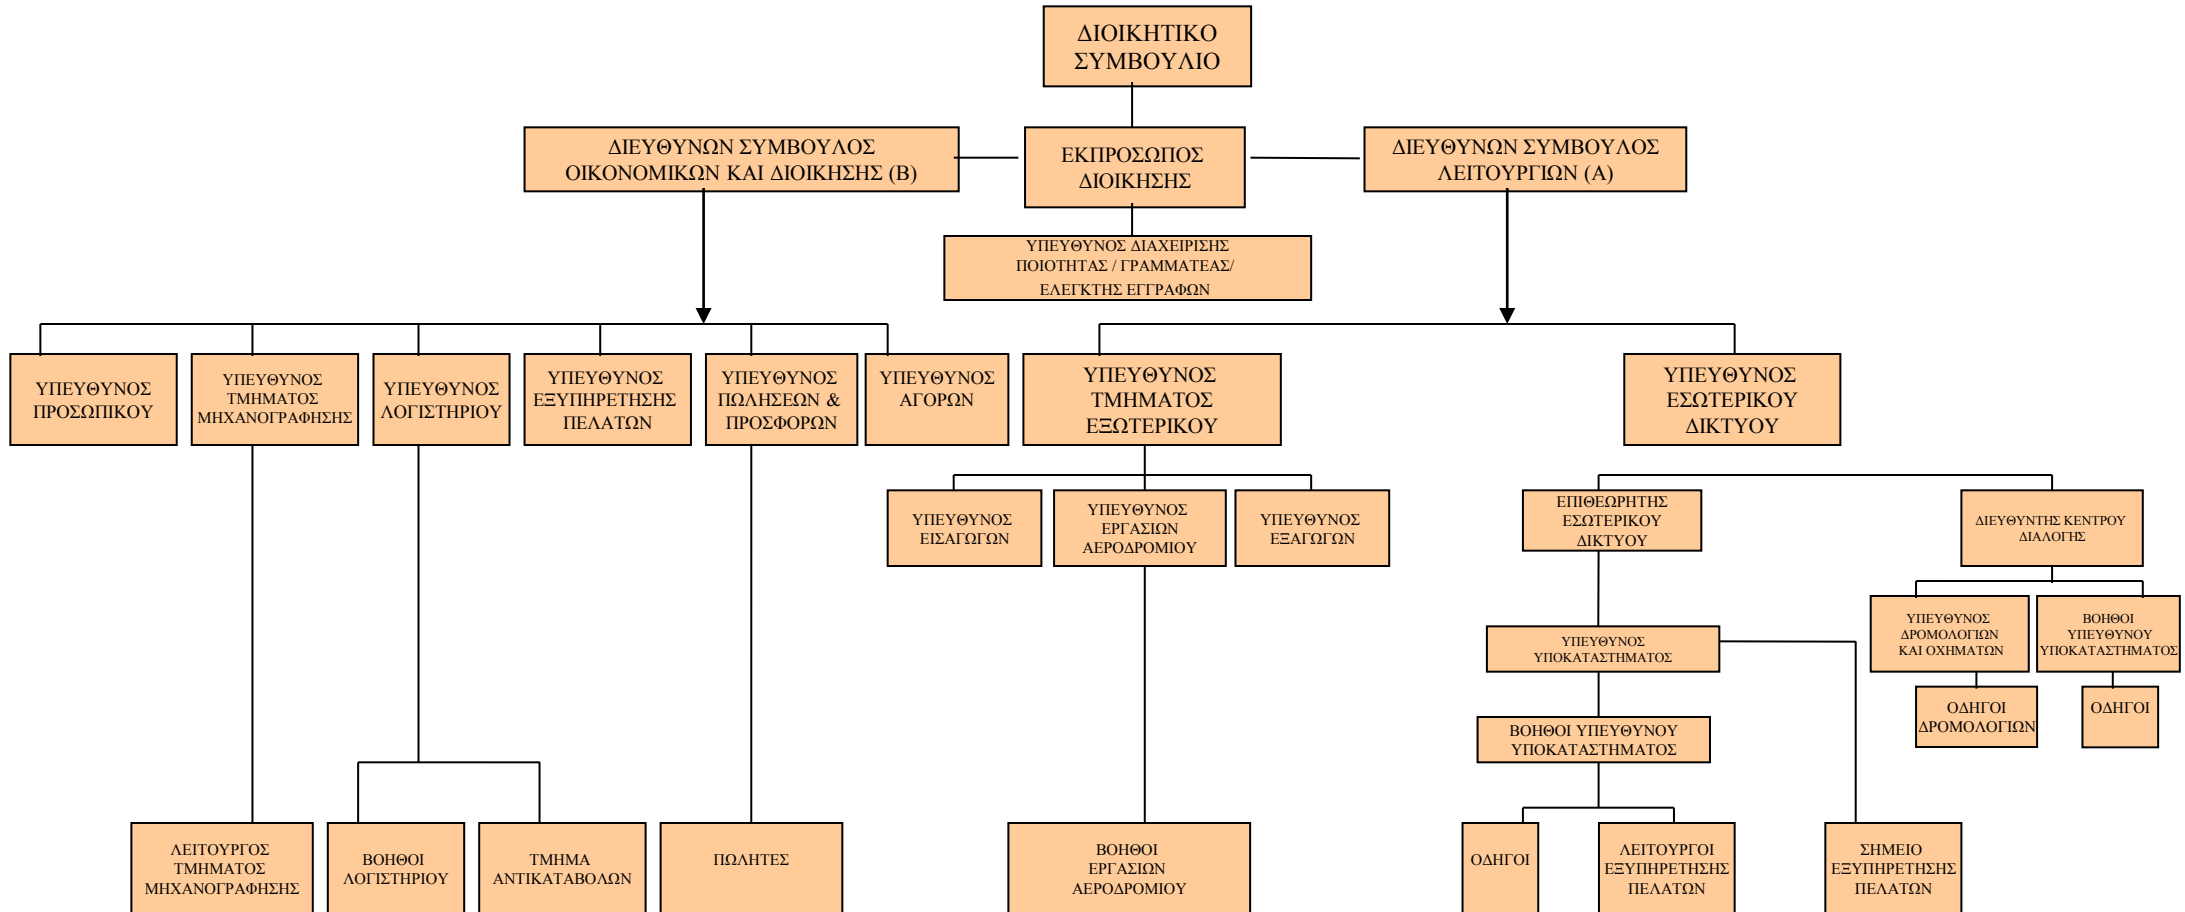 ΔΙΟΙΚΗΤΙΚΟ
ΣΥΜΒΟΥΛΙΟ
ΔΙΕΥΘΥΝΩΝ ΣΥΜΒΟΥΛΟΣ
ΟΙΚΟΝΟΜΙΚΩΝ ΚΑΙ ΔΙΟΙΚΗΣΗΣ (Β)
ΕΚΠΡΟΣΩΠΟΣ
ΔΙΟΙΚΗΣΗΣ
ΔΙΕΥΘΥΝΩΝ ΣΥΜΒΟΥΛΟΣ
ΛΕΙΤΟΥΡΓΙΩΝ (Α)
ΥΠΕΥΘΥΝΟΣ ΔΙΑΧΕΙΡΙΣΗΣ
ΠΟΙΟΤΗΤΑΣ / ΓΡΑΜΜΑΤΕΑΣ/
ΕΛΕΓΚΤΗΣ ΕΓΓΡΑΦΩΝ
ΥΠΕΥΘΥΝΟΣ
ΠΡΟΣΩΠΙΚΟΥ
ΥΠΕΥΘΥΝΟΣ
ΤΜΗΜΑΤΟΣ
ΜΗΧΑΝΟΓΡΑΦΗΣΗΣ
ΥΠΕΥΘΥΝΟΣ
ΛΟΓΙΣΤΗΡΙΟΥ
ΥΠΕΥΘΥΝΟΣ
ΕΞΥΠΗΡΕΤΗΣΗΣ
ΠΕΛΑΤΩΝ
ΥΠΕΥΘΥΝΟΣ
ΠΩΛΗΣΕΩΝ &
ΠΡΟΣΦΟΡΩΝ
ΥΠΕΥΘΥΝΟΣ
ΑΓΟΡΩΝ
ΥΠΕΥΘΥΝΟΣ
ΤΜΗΜΑΤΟΣ
ΕΞΩΤΕΡΙΚΟΥ
ΥΠΕΥΘΥΝΟΣ
ΕΣΩΤΕΡΙΚΟΥ
ΔΙΚΤΥΟΥ
ΥΠΕΥΘΥΝΟΣ
ΕΙΣΑΓΩΓΩΝ
ΥΠΕΥΘΥΝΟΣ
ΕΡΓΑΣΙΩΝ
ΑΕΡΟΔΡΟΜΙΟΥ
ΥΠΕΥΘΥΝΟΣ
ΕΞΑΓΩΓΩΝ
ΕΠΙΘΕΩΡΗΤΗΣ
ΕΣΩΤΕΡΙΚΟΥ
ΔΙΚΤΥΟΥ
ΔΙΕΥΘΥΝΤΗΣ ΚΕΝΤΡΟΥ
ΔΙΑΛΟΓΗΣ
ΥΠΕΥΘΥΝΟΣ
ΥΠΟΚΑΤΑΣΤΗΜΑΤΟΣ
ΥΠΕΥΘΥΝΟΣ
ΔΡΟΜΟΛΟΓΙΩΝ
ΚΑΙ ΟΧΗΜΑΤΩΝ
ΒΟΗΘΟΙ
ΥΠΕΥΘΥΝΟΥ
ΥΠΟΚΑΤΑΣΤΗΜΑΤΟΣ
ΒΟΗΘΟΙ ΥΠΕΥΘΥΝΟΥ
ΥΠΟΚΑΤΑΣΤΗΜΑΤΟΣ
ΟΔΗΓΟΙ
ΔΡΟΜΟΛΟΓΙΩΝ
ΟΔΗΓΟΙ
ΛΕΙΤΟΥΡΓΟΣ
ΤΜΗΜΑΤΟΣ
ΜΗΧΑΝΟΓΡΑΦΗΣΗΣ
ΒΟΗΘΟΙ
ΛΟΓΙΣΤΗΡΙΟΥ
ΤΜΗΜΑ
ΑΝΤΙΚΑΤΑΒΟΛΩΝ
ΠΩΛΗΤΕΣ
ΒΟΗΘΟΙ
ΕΡΓΑΣΙΩΝ
ΑΕΡΟΔΡΟΜΙΟΥ
ΟΔΗΓΟΙ
ΛΕΙΤΟΥΡΓΟΙ
ΕΞΥΠΗΡΕΤΗΣΗΣ
ΠΕΛΑΤΩΝ
ΣΗΜΕΙΟ
ΕΞΥΠΗΡΕΤΗΣΗΣ
ΠΕΛΑΤΩΝ